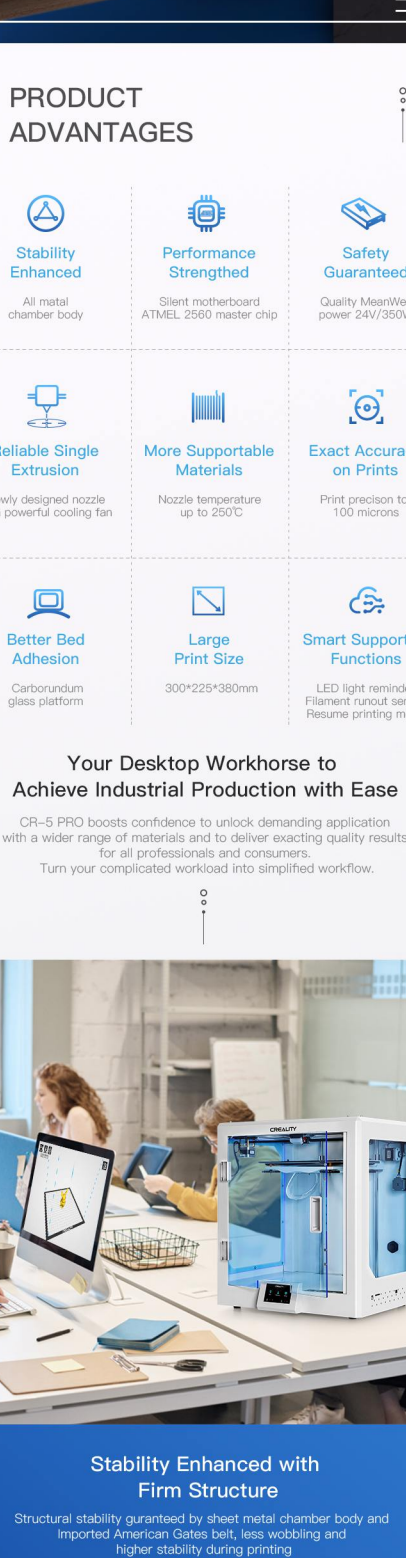 PRODUCT
ADVANTAGES
Stability
Enhanced
All matal
chamber body
Performance
Strengthed
Silent motherboard
ATMEL 2560 master chip
Safety
Guaranteed
Quality MeanWe
power 24V/350W
eliable Single
Extrusion
wly designed nozzle
powerful cooling fan
More Supportable
Materials
Nozzle temperature
up to 250℃
Exact Accura
on Prints
Print precison to
100 microns
Better Bed
Adhesion
Carborundum
glass platform
Large
Print Size
300*225*380mm
Smart Support
Functions
LED light reminde
Filament runout se
Resume printing m
Your Desktop Workhorse to
Achieve Industrial Production with Ease
CR-5 PRO boosts confidence to unlock demanding application
with a wider range of materials and to deliver exacting quality results
for all professionals and consumers.
Turn your complicated workload into simplified workflow.
CREALITY
Stability Enhanced with
Firm Structure
Structural stability guranteed by sheet metal chamber body and
Imported American Gates belt, less wobbling and
higher stability during printing